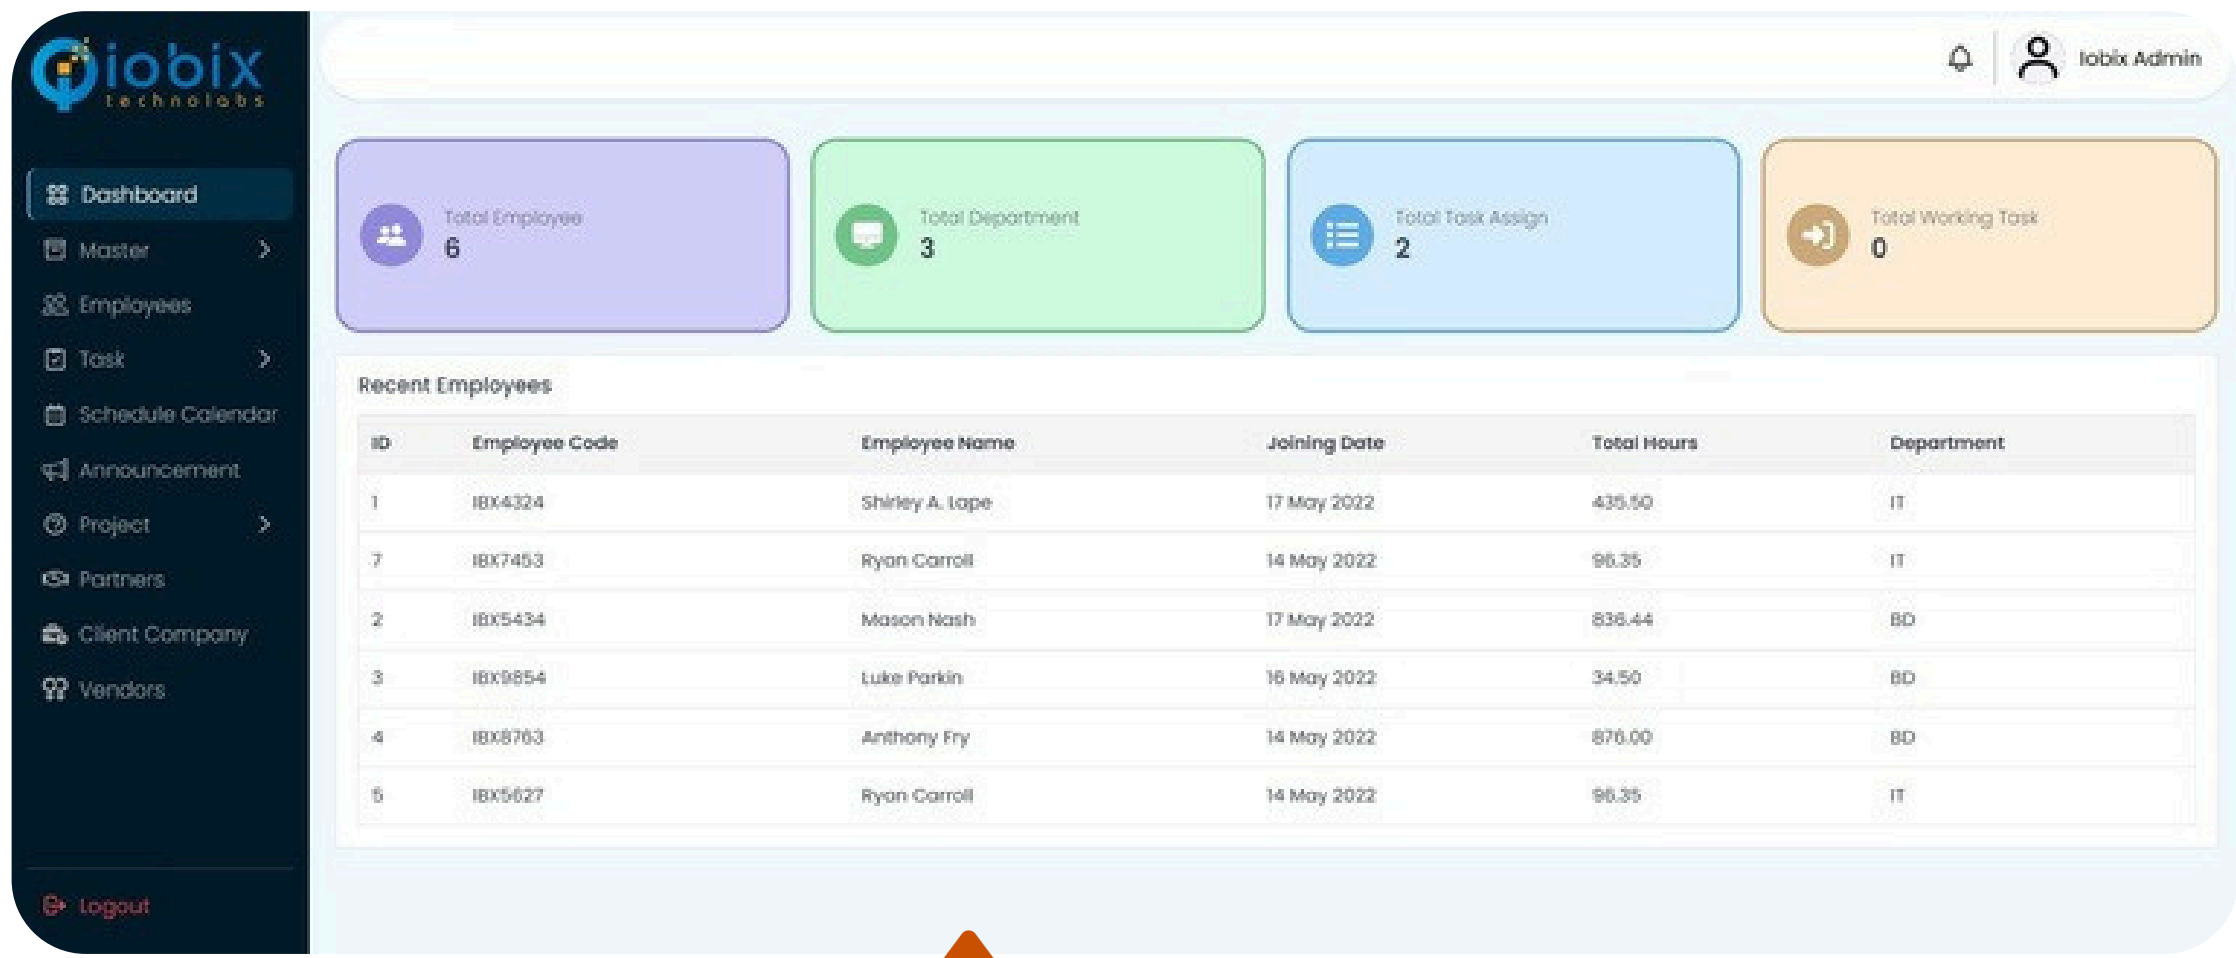 iobix
technolabs
Iobix Admin
Dashboard
Master
Employees
Task
Schedule Calendar
Announcement
Project
Partners
Client Company
Vendors
Logout
Total Employee
6
Total Department
3
Total Task Assign
2
Total Working Task
0
Recent Employees
ID Employee Code Employee Name Joining Date Total Hours Department
1 IBX4324 Shirley A. Lape 17 May 2022 435.50 IT
7 IBX7453 Ryan Carroll 14 May 2022 96.35 IT
2 IBX5434 Mason Nash 17 May 2022 836.44 BD
3 IBX9854 Luke Parkin 16 May 2022 34.50 BD
4 IBX8763 Anthony Fry 14 May 2022 876.00 BD
5 IBX5627 Ryan Carroll 14 May 2022 96.35 IT